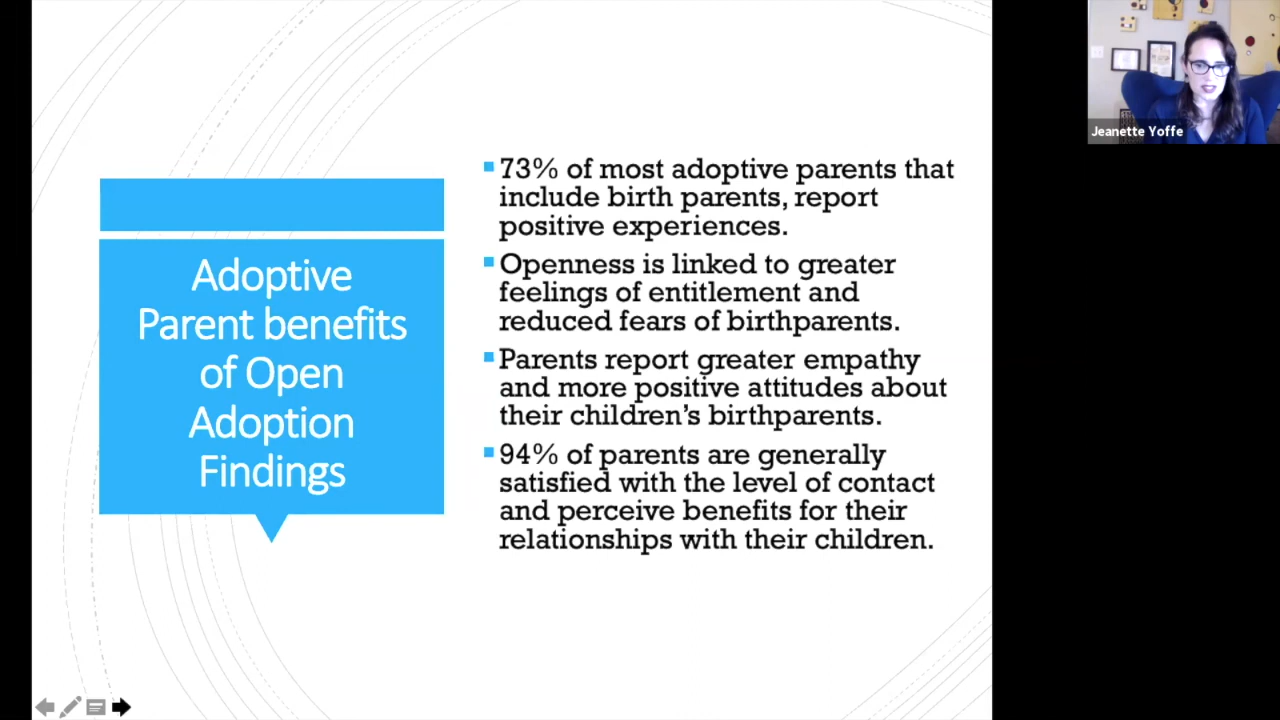 Adoptive
Parent benefits
of Open
Adoption
Findings
73% of most adoptive parents that
include birth parents, report
positive experiences.
Openness is linked to greater
feelings of entitlement and
reduced fears of birthparents.
Parents report greater empathy
and more positive attitudes about
their children's birthparents.
94% of parents are generally
satisfied with the level of contact
and perceive benefits for their
relationships with their children.
Jeanette Yoffe